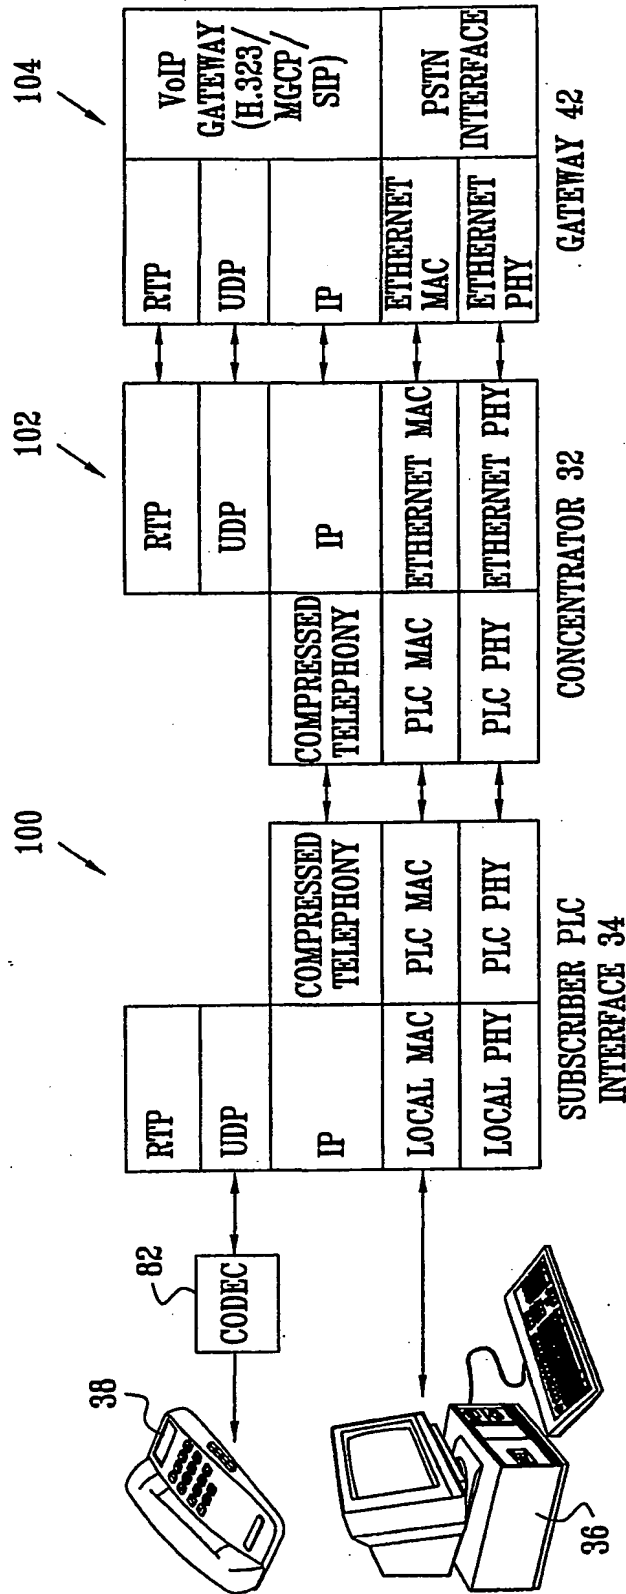 38
82
CODEC
36
100
RTP
UDP
IP
LOCAL MAC
LOCAL PHY
COMPRESSED
TELEPHONY
PLC MAC
PLC PHY
SUBSCRIBER PLC
INTERFACE 34
102
COMPRESSED
TELEPHONY
PLC MAC
PLC PHY
RTP
UDP
IP
ETHERNET MAC
ETHERNET PHY
CONCENTRATOR 32
104
RTP
UDP
IP
ETHERNET
MAC
ETHERNET
PHY
VoIP
GATEWAY
(H.323/
MGCP/
SIP)
PSTN
INTERFACE
GATEWAY 42